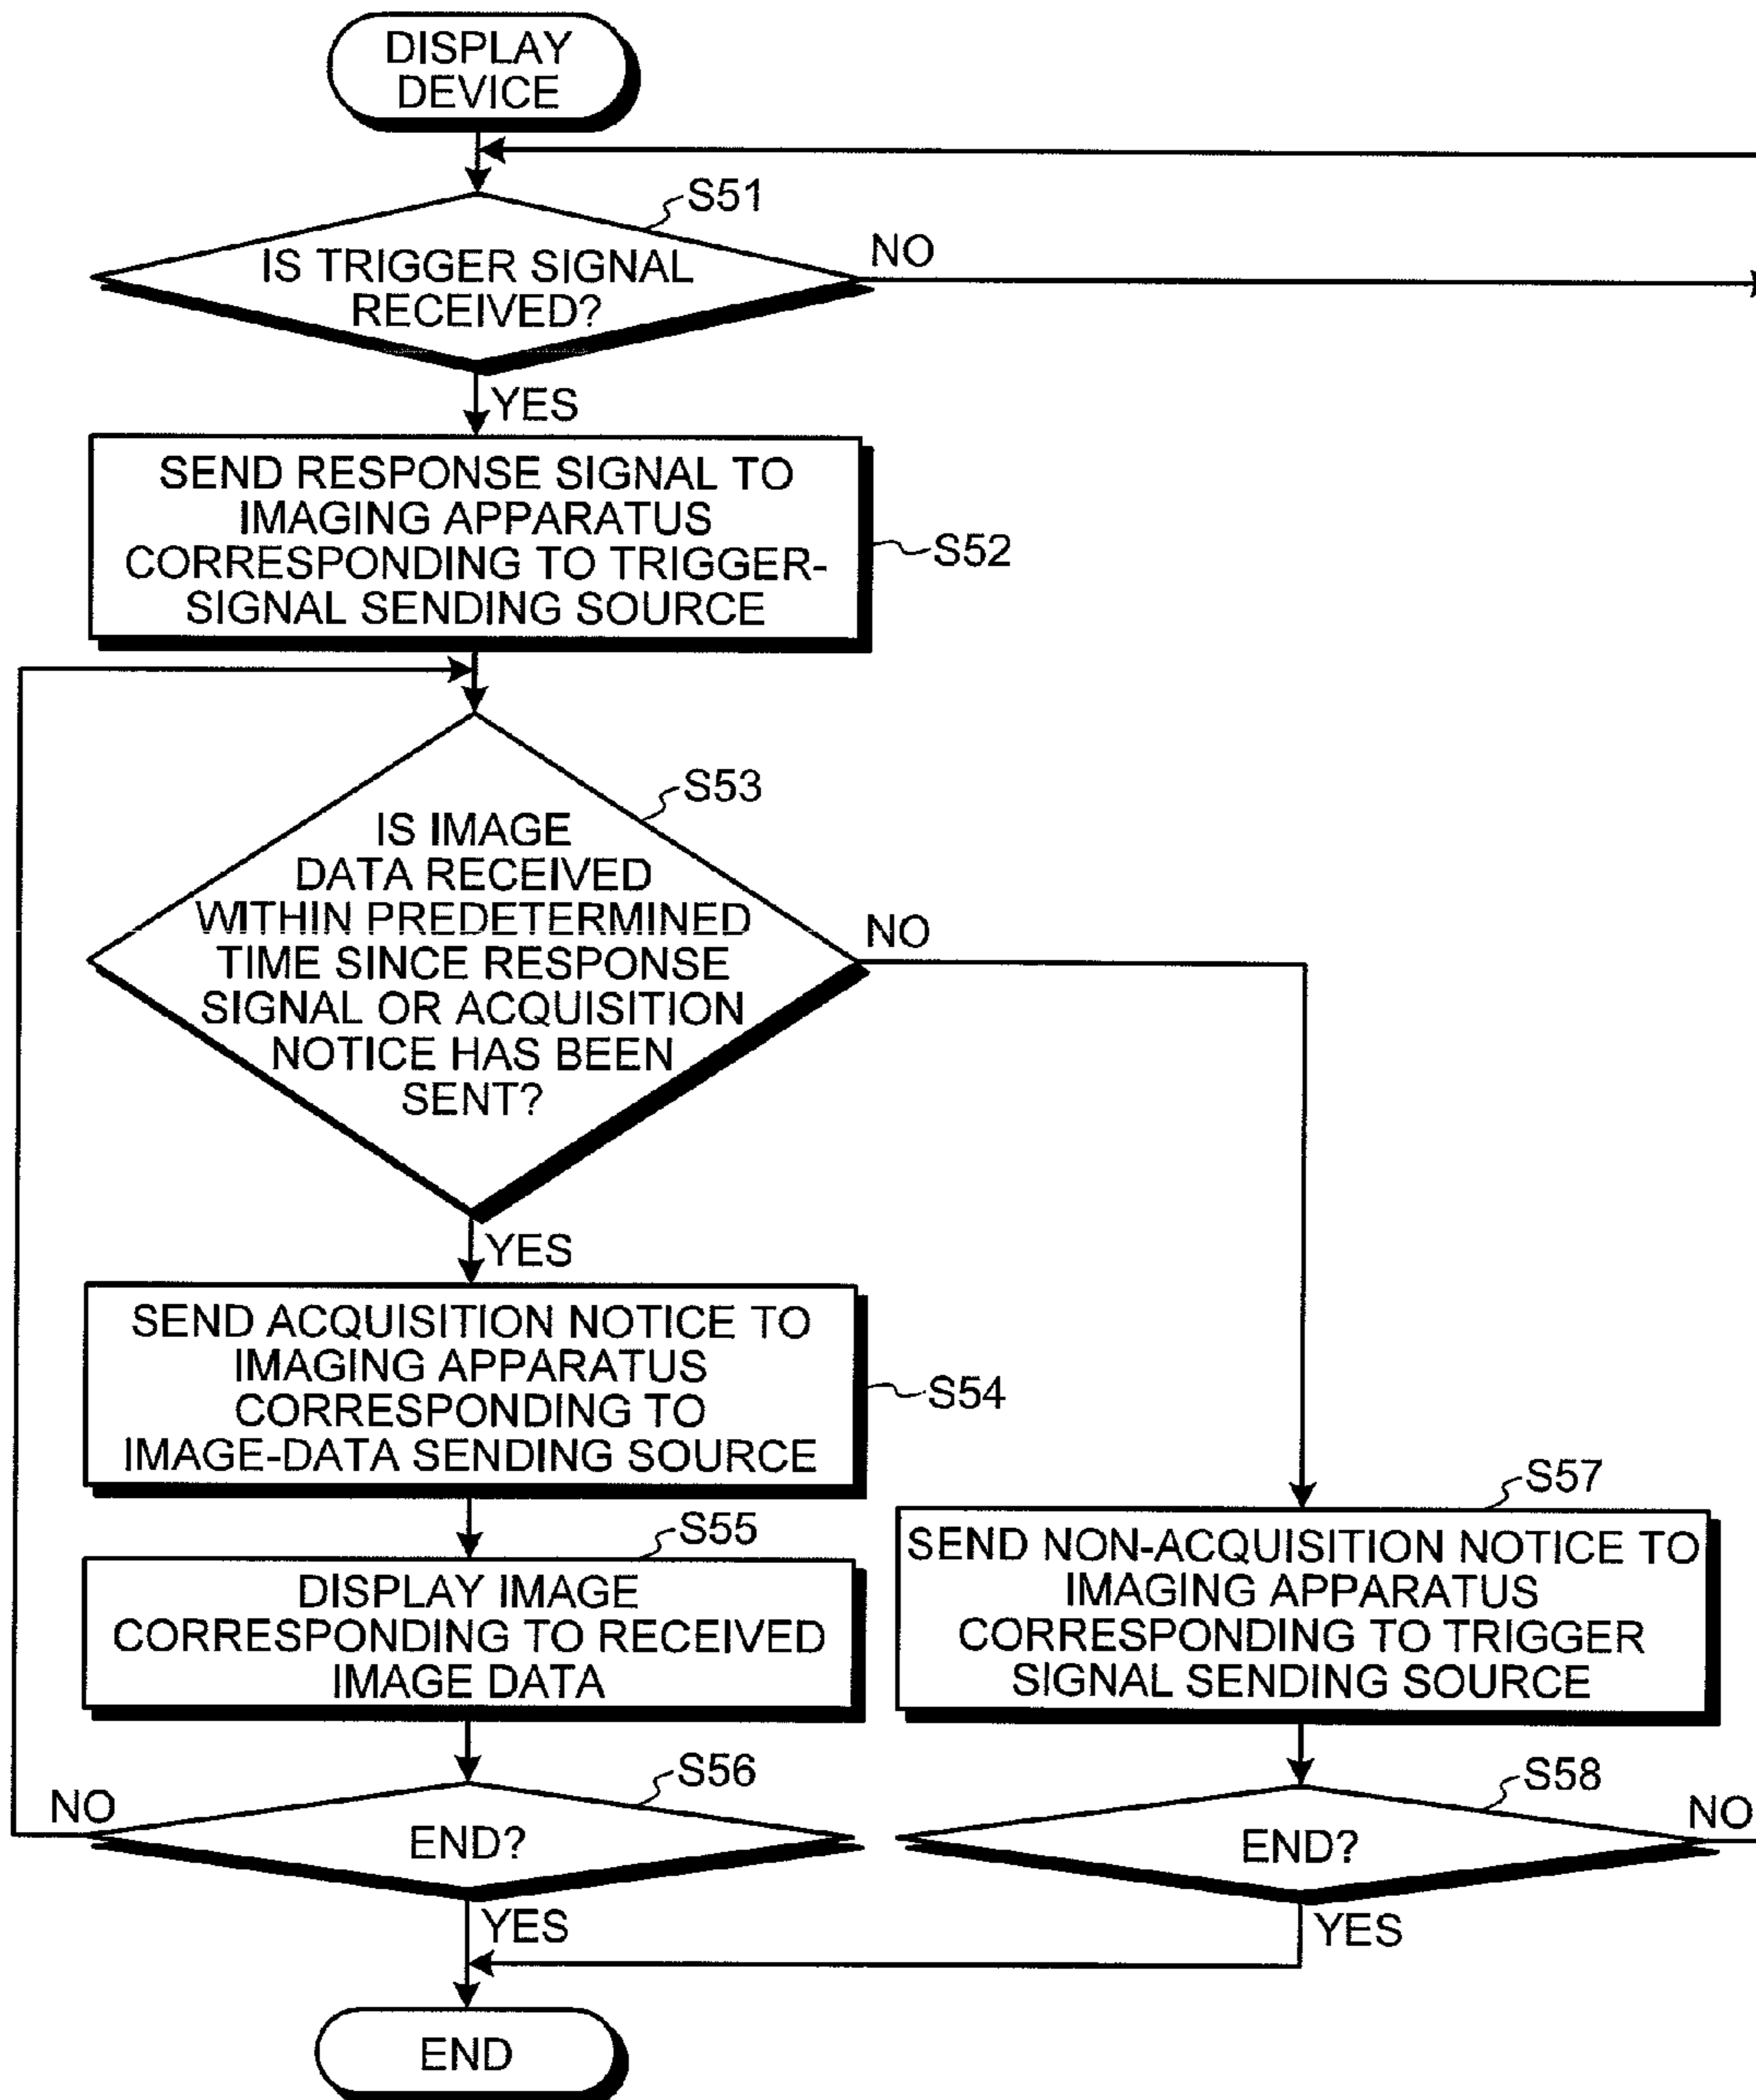 DISPLAY
DEVICE
S51
IS TRIGGER SIGNAL
RECEIVED?
NO
YES
SEND RESPONSE SIGNAL TO
IMAGING APPARATUS
CORRESPONDING TO TRIGGER-
SIGNAL SENDING SOURCE
S52
S53
IS IMAGE
DATA RECEIVED
WITHIN PREDETERMINED
TIME SINCE RESPONSE
SIGNAL OR ACQUISITION
NOTICE HAS BEEN
SENT?
NO
YES
SEND ACQUISITION NOTICE TO
IMAGING APPARATUS
CORRESPONDING TO
IMAGE-DATA SENDING SOURCE
S54
S55
DISPLAY IMAGE
CORRESPONDING TO RECEIVED
IMAGE DATA
S57
SEND NON-ACQUISITION NOTICE TO
IMAGING APPARATUS
CORRESPONDING TO TRIGGER
SIGNAL SENDING SOURCE
S56
NO
END?
YES
S58
NO
END?
YES
END